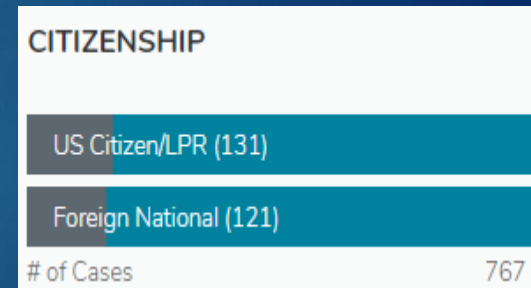 CITIZENSHIP
US Citizen/LPR (131)
Foreign National (121)
# of Cases 767